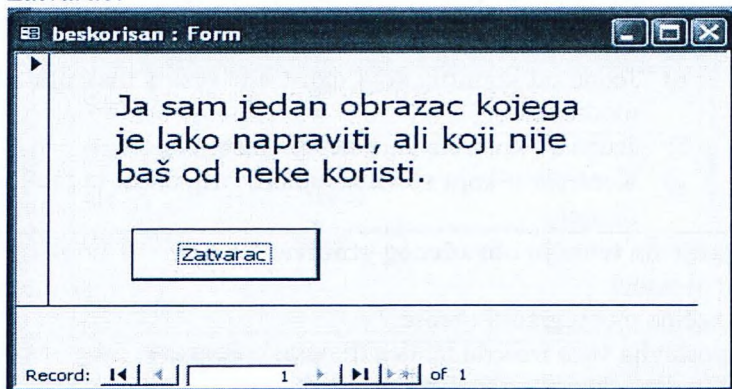 beskorisan : Form
Ja sam jedan obrazac kojega
je lako napraviti, ali koji nije
baš od neke koristi.
Zatvarac
Record: 1 of 1